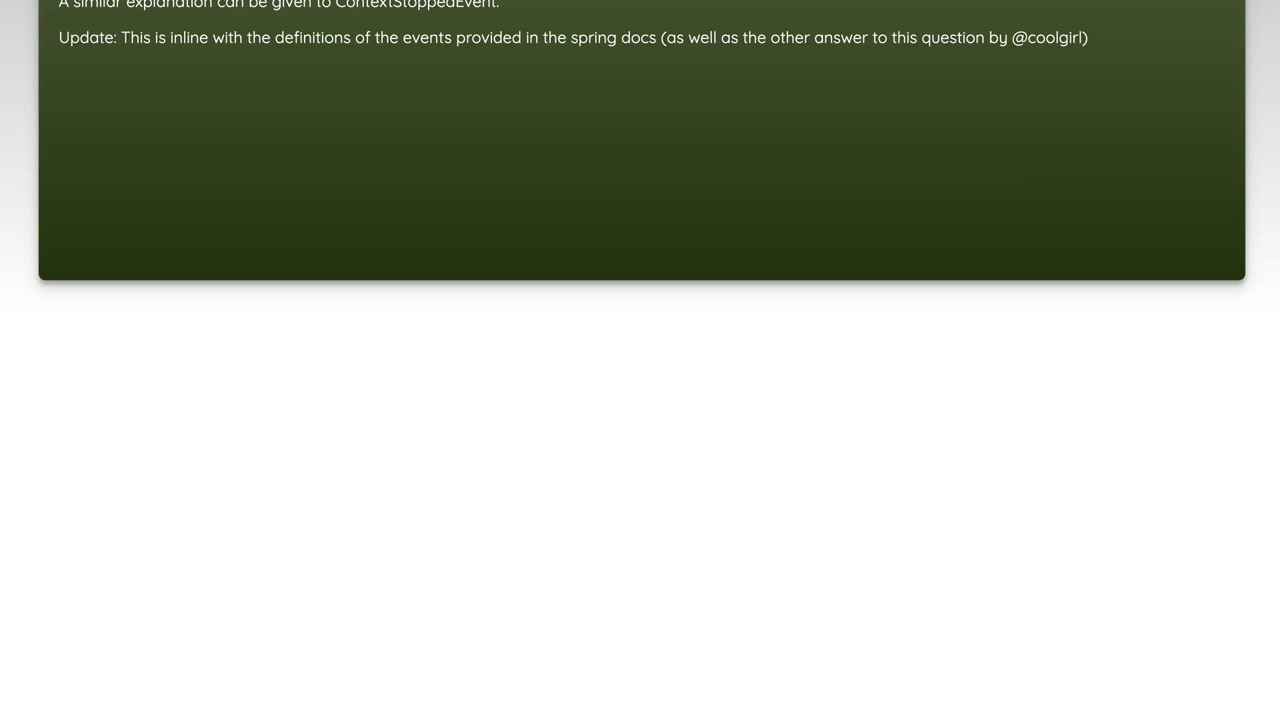 A similar explanation can be given to ContextStoppedEvent.
Update: This is inline with the definitions of the events provided in the spring docs (as well as the other answer to this question by @coolgirl)